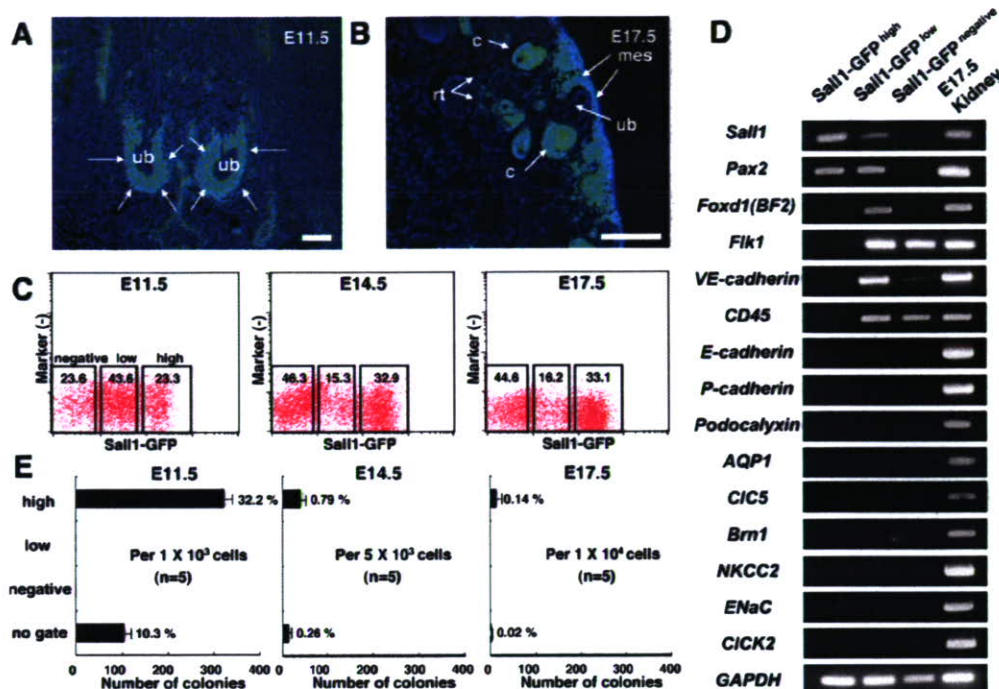 A
E11.5
ub
ub
B
E17.5
mes
c
rt
ub
c
C
E11.5
E14.5
E17.5
Marker (-)
negative low high
23.6 43.6 23.3
Sall1-GFP
Marker (-)
46.3 15.3 32.9
Sall1-GFP
Marker (-)
44.6 16.2 33.1
Sall1-GFP
D
Sall1-GFP high
Sall1-GFP low
Sall1-GFP negative
E17.5 Kidney
Sall1
Pax2
Foxd1(BF2)
Flk1
VE-cadherin
CD45
E-cadherin
P-cadherin
Podocalyxin
AQP1
ClC5
Brn1
NKCC2
ENaC
ClCK2
GAPDH
E
E11.5
E14.5
E17.5
high
low
negative
no gate
32.2 %
Per 1 X 10³ cells
(n=5)
10.3 %
0 100 200 300 400
Number of colonies
0.79 %
Per 5 X 10³ cells
(n=5)
0.26 %
0 100 200 300 400
Number of colonies
0.14 %
Per 1 X 10⁴ cells
(n=5)
0.02 %
0 100 200 300 400
Number of colonies